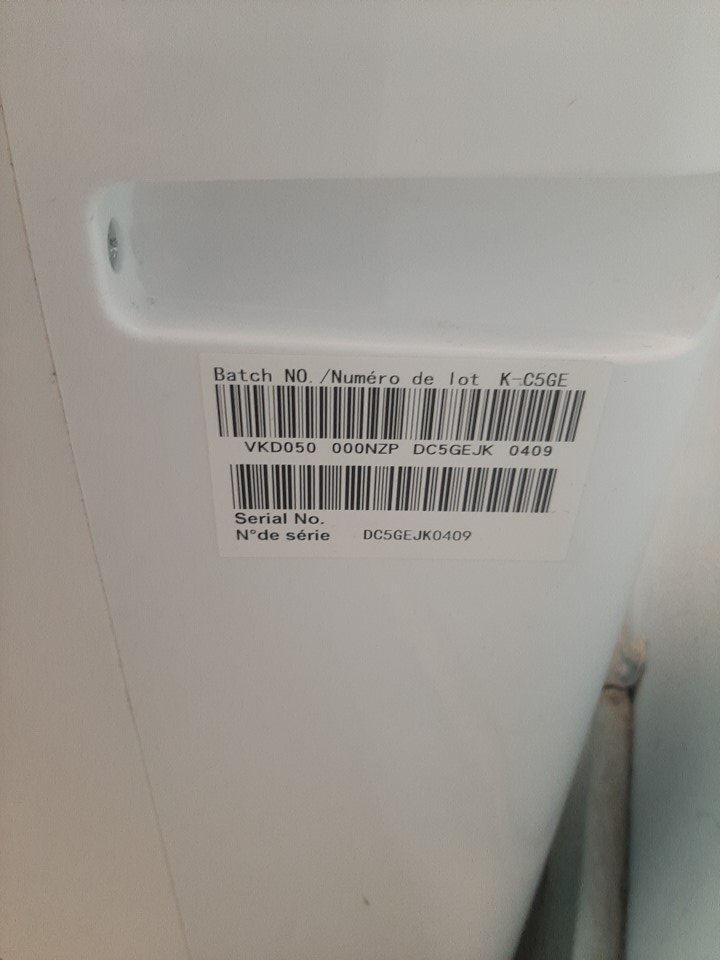 Batch NO./Numéro de lot K-C5GE
VKD050 000NZP DC5GEJK 0409
Serial No.
N°de série DC5GEJK0409